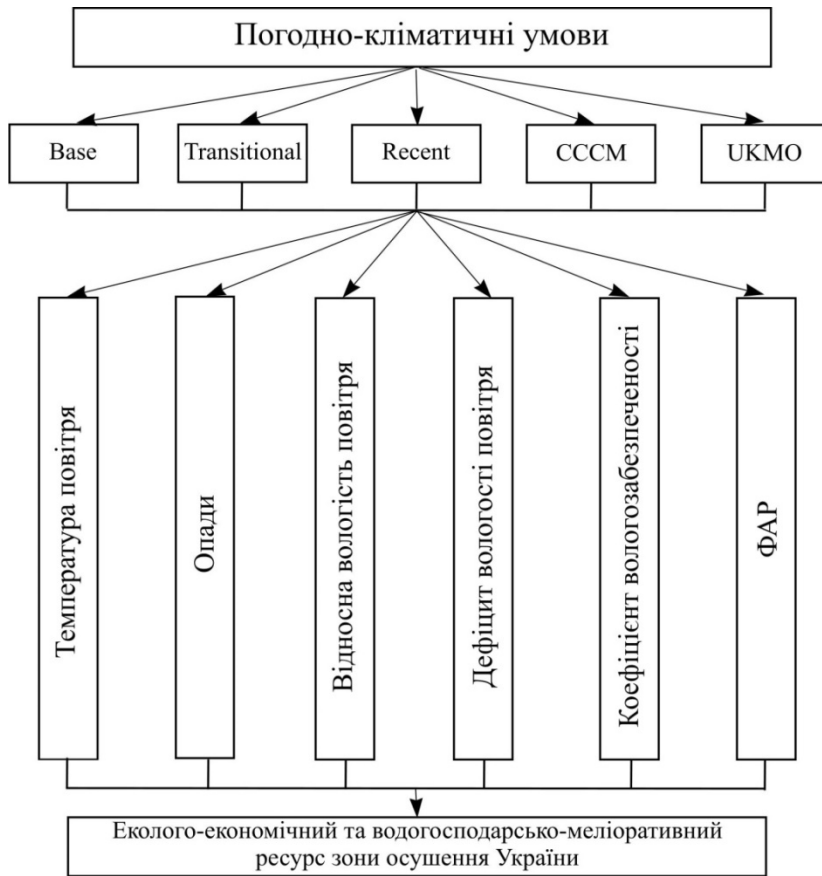 Погодно-кліматичні умови
Base
Transitional
Recent
CCCM
UKMO
Температура повітря
Опади
Відносна вологість повітря
Дефіцит вологості повітря
Коефіцієнт вологозабезпеченості
ФАР
Еколого-економічний та водогосподарсько-меліоративний
ресурс зони осушення України